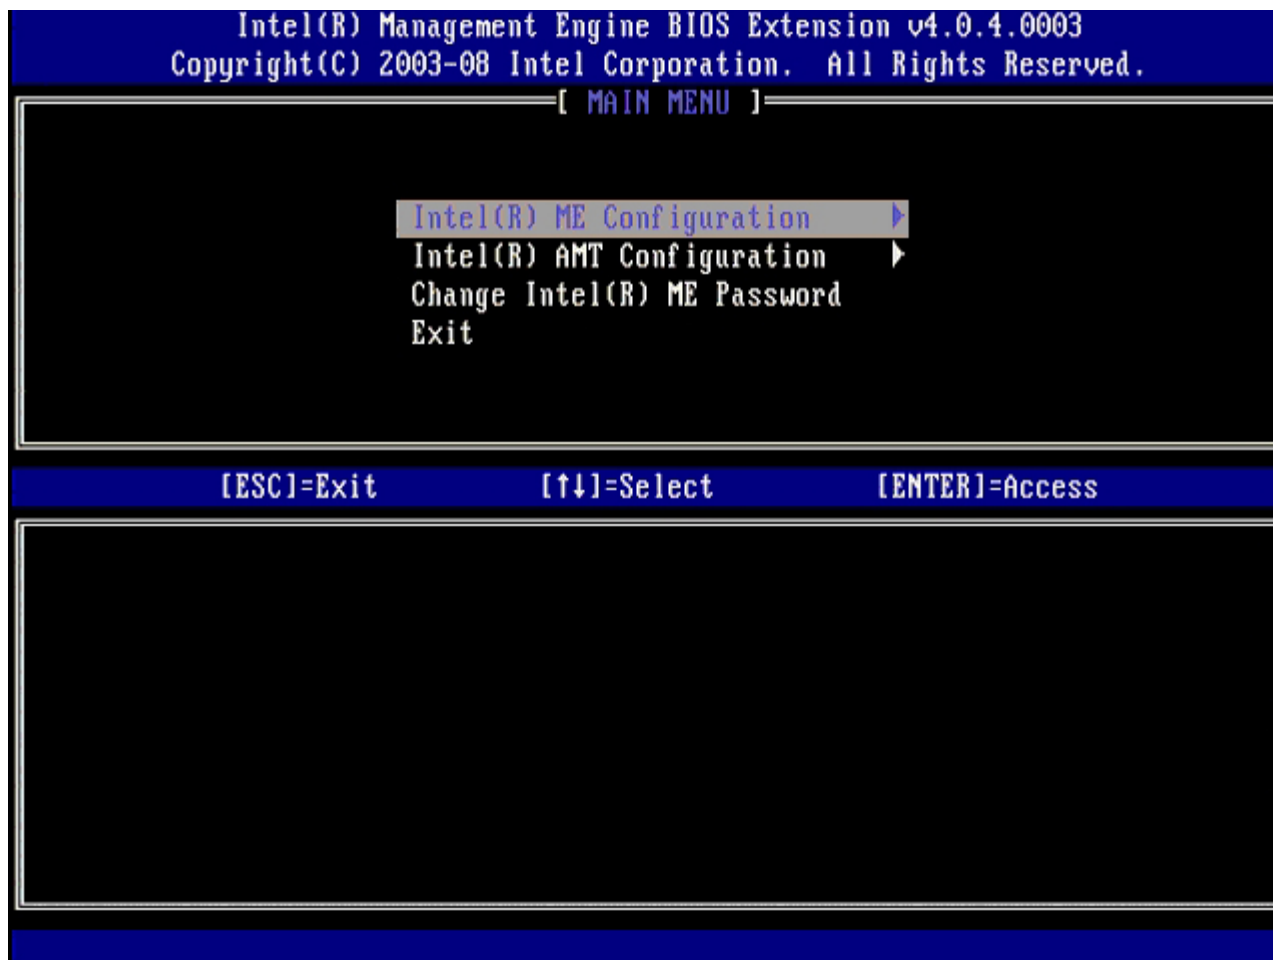 Intel(R) Management Engine BIOS Extension v4.0.4.0003
Copyright(C) 2003-08 Intel Corporation. All Rights Reserved.
[ MAIN MENU ]
Intel(R) ME Configuration ►
Intel(R) AMT Configuration ►
Change Intel(R) ME Password
Exit
[ESC]=Exit [↑↓]=Select [ENTER]=Access